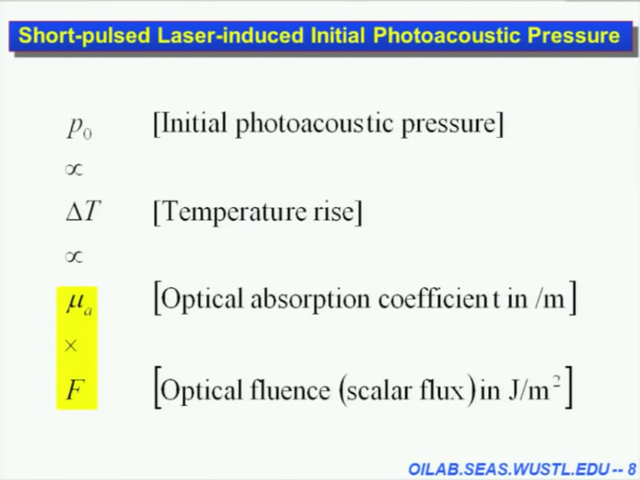 Short-pulsed Laser-induced Initial Photoacoustic Pressure
p₀ [Initial photoacoustic pressure]
∝
ΔT [Temperature rise]
∝
μₐ [Optical absorption coefficient in /m]
×
F [Optical fluence (scalar flux) in J/m²]
OILAB.SEAS.WUSTL.EDU -- 8